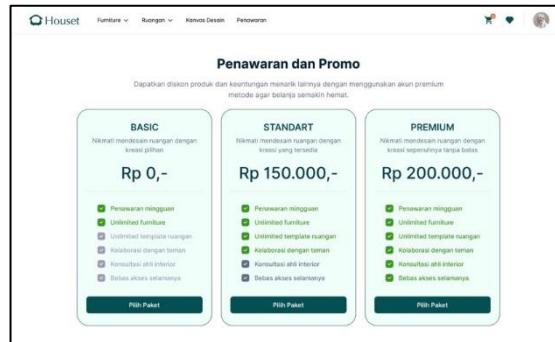 Houset
Furniture
Ruangan
Kanvas Desain
Penawaran
Penawaran dan Promo
Dapatkan diskon produk dan keuntungan menarik lainnya dengan menggunakan akun premium
metode agar belanja semakin hemat.
BASIC
Nikmati mendesain ruangan dengan
kreasi pilihan
Rp 0,-
Penawaran mingguan
Unlimited furniture
Unlimited template ruangan
Kolaborasi dengan teman
Konsultasi ahli interior
Bebas akses selamanya
Pilih Paket
STANDART
Nikmati mendesain ruangan dengan
kreasi yang tersedia
Rp 150.000,-
Penawaran mingguan
Unlimited furniture
Unlimited template ruangan
Kolaborasi dengan teman
Konsultasi ahli interior
Bebas akses selamanya
Pilih Paket
PREMIUM
Nikmati mendesain ruangan dengan
kreasi sepenuhnya tanpa batas
Rp 200.000,-
Penawaran mingguan
Unlimited furniture
Unlimited template ruangan
Kolaborasi dengan teman
Konsultasi ahli interior
Bebas akses selamanya
Pilih Paket